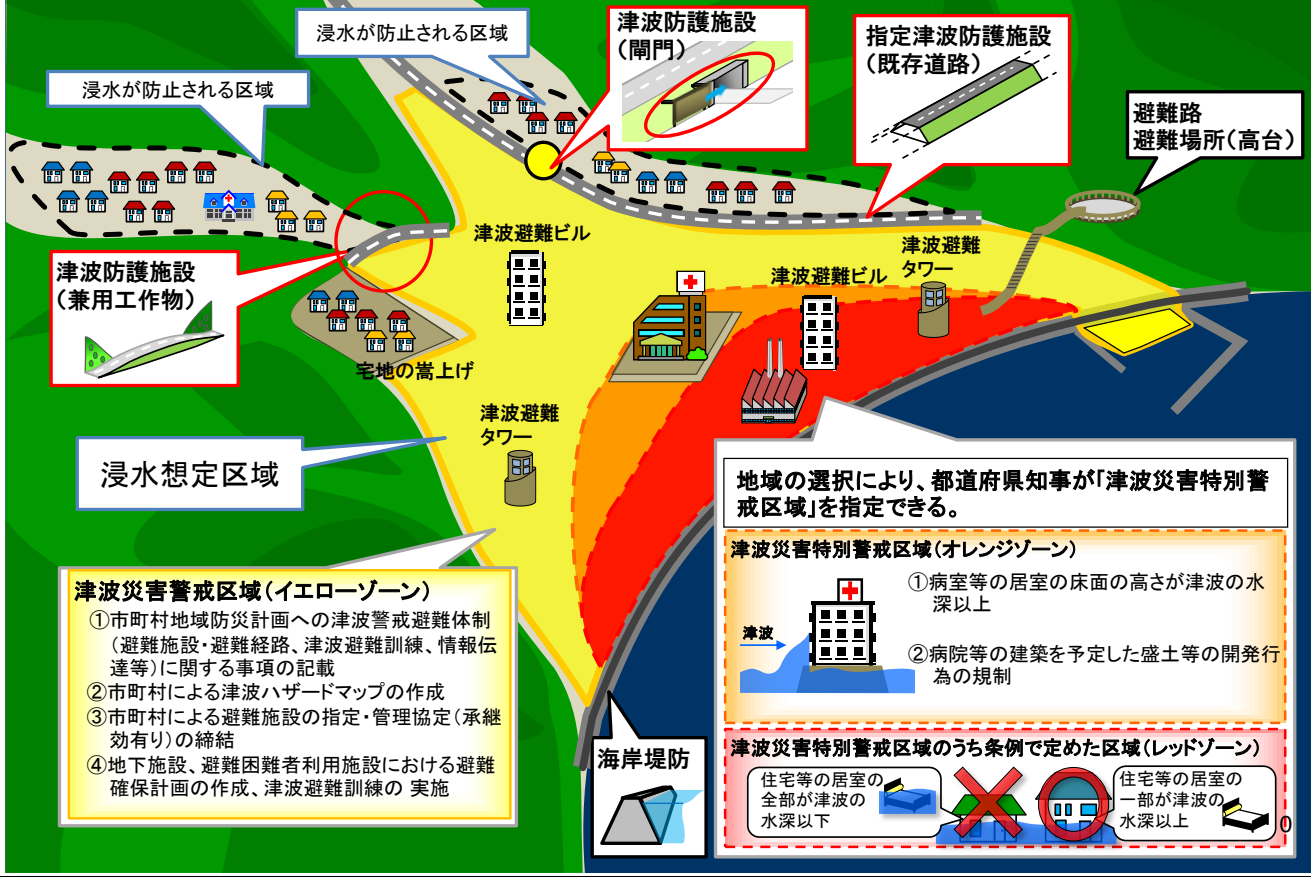 浸水が防止される区域
浸水が防止される区域
津波防護施設
(閘門)
指定津波防護施設
(既存道路)
避難路
避難場所(高台)
津波防護施設
(兼用工作物)
津波避難ビル
津波避難ビル
津波避難
タワー
宅地の嵩上げ
津波避難
タワー
浸水想定区域
津波災害警戒区域(イエローゾーン)
①市町村地域防災計画への津波警戒避難体制
(避難施設・避難経路、津波避難訓練、情報伝
達等)に関する事項の記載
②市町村による津波ハザードマップの作成
③市町村による避難施設の指定・管理協定(承継
効有り)の締結
④地下施設、避難困難者利用施設における避難
確保計画の作成、津波避難訓練の 実施
海岸堤防
地域の選択により、都道府県知事が「津波災害特別警
戒区域」を指定できる。
津波災害特別警戒区域(オレンジゾーン)
津波
①病室等の居室の床面の高さが津波の水
深以上
②病院等の建築を予定した盛土等の開発行
為の規制
津波災害特別警戒区域のうち条例で定めた区域(レッドゾーン)
住宅等の居室の
全部が津波の
水深以下
住宅等の居室の
一部が津波の
水深以上
0